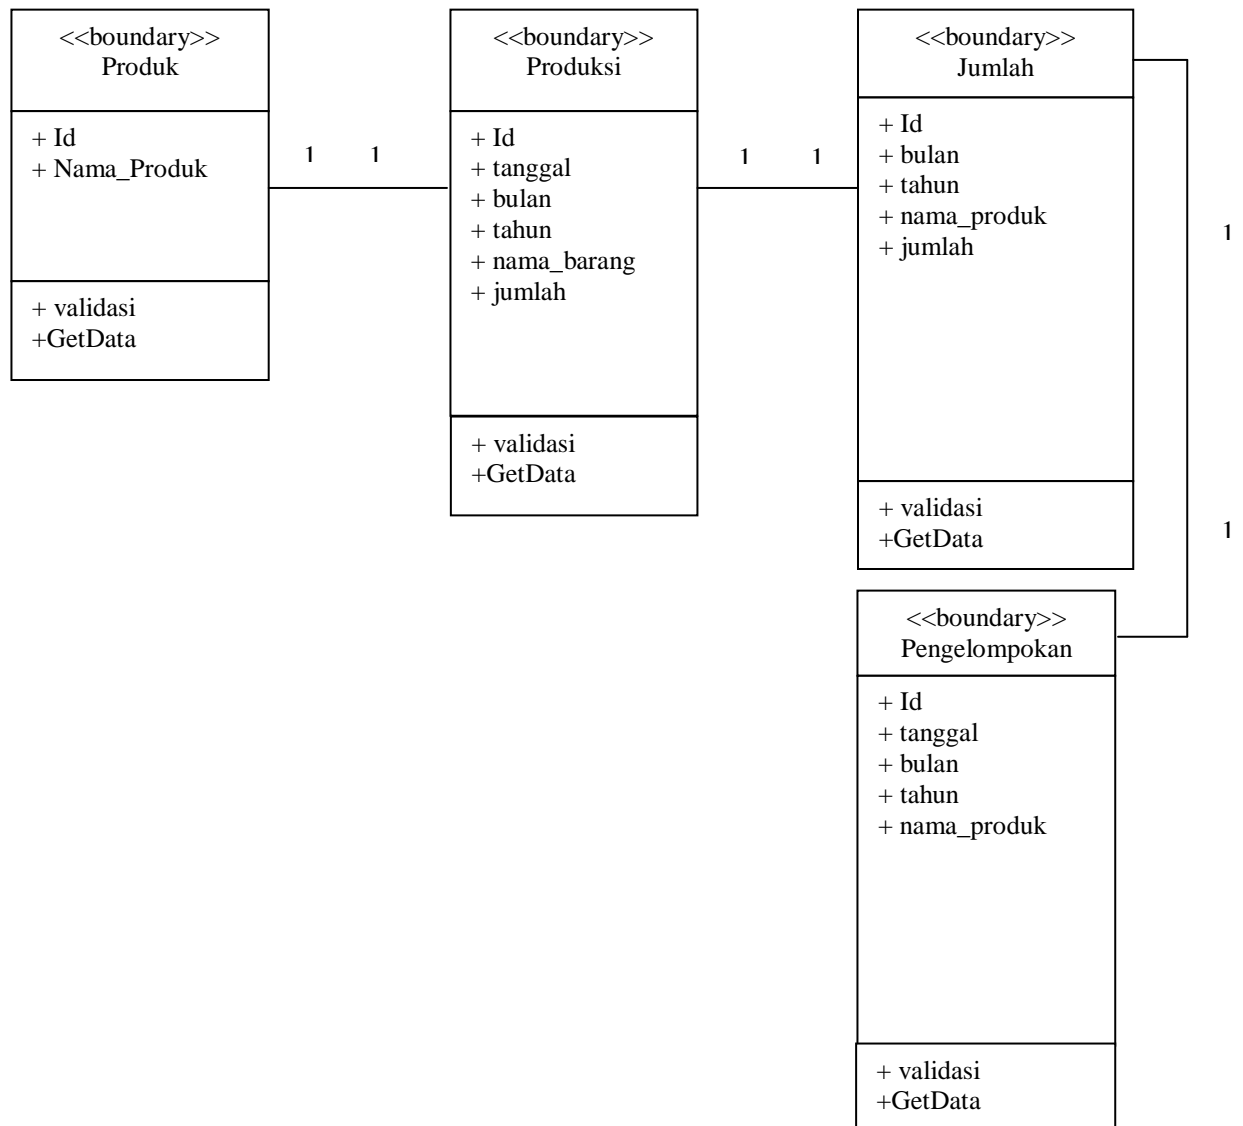 <<boundary>>
Produk
+ Id
+ Nama_Produk
+ validasi
+GetData
1 1
<<boundary>>
Produksi
+ Id
+ tanggal
+ bulan
+ tahun
+ nama_barang
+ jumlah
+ validasi
+GetData
1 1
<<boundary>>
Jumlah
+ Id
+ bulan
+ tahun
+ nama_produk
+ jumlah
+ validasi
+GetData
1
1
<<boundary>>
Pengelompokan
+ Id
+ tanggal
+ bulan
+ tahun
+ nama_produk
+ validasi
+GetData